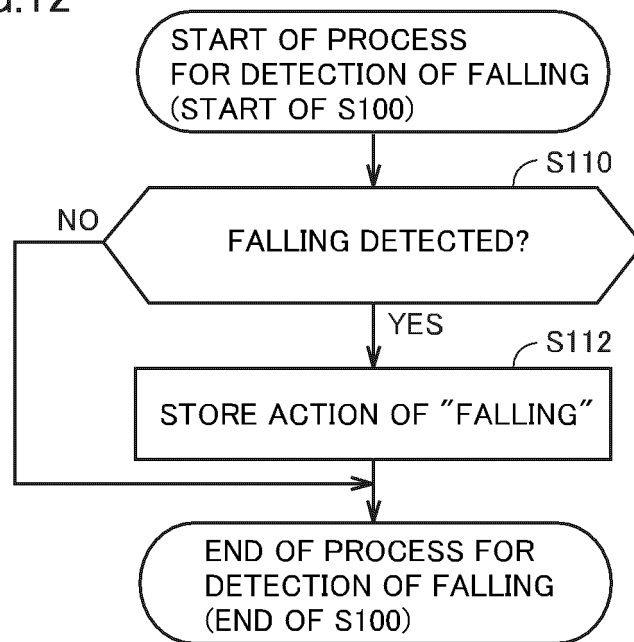 START OF PROCESS
FOR DETECTION OF FALLING
(START OF S100)
S110
NO
FALLING DETECTED?
YES
S112
STORE ACTION OF "FALLING"
END OF PROCESS FOR
DETECTION OF FALLING
(END OF S100)